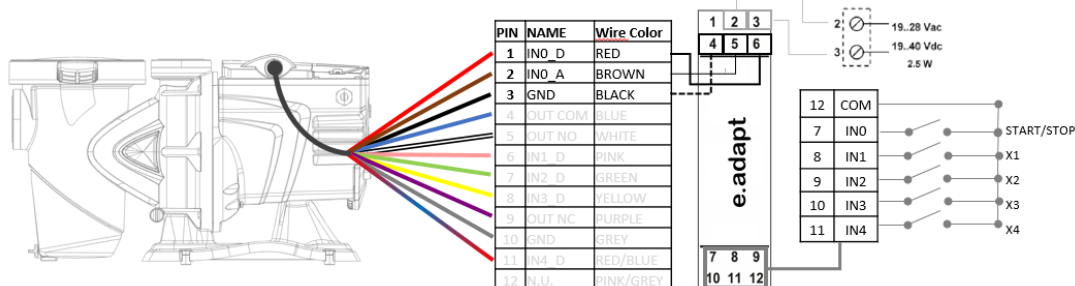 PIN NAME Wire Color
1 IN0_D RED
2 IN0_A BROWN
3 GND BLACK
4 OUT COM BLUE
5 OUT NO WHITE
6 IN1_D PINK
7 IN2_D GREEN
8 IN3_D YELLOW
9 OUT NC PURPLE
10 GND GREY
11 IN4_D RED/BLUE
12 N.U. PINK/GREY
1 2 3
4 5 6
e.adapt
7 8 9
10 11 12
2 19..28 Vac
3 19..40 Vdc
2.5 W
12 COM
7 IN0 START/STOP
8 IN1 X1
9 IN2 X2
10 IN3 X3
11 IN4 X4